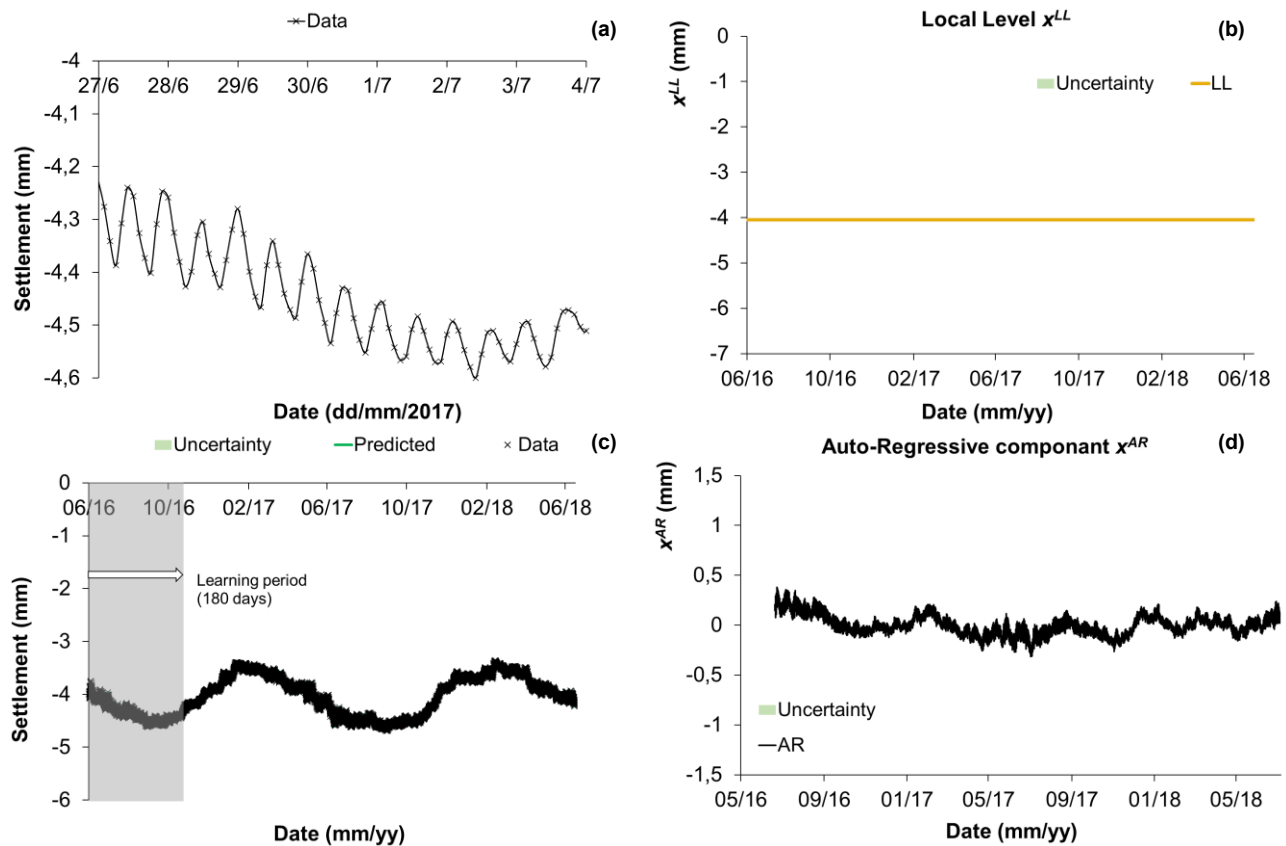 Data
(a)
-4
27/6 28/6 29/6 30/6 1/7 2/7 3/7 4/7
-4,1
-4,2
-4,3
-4,4
-4,5
-4,6
Settlement (mm)
Date (dd/mm/2017)
Local Level x^LL
(b)
x^LL (mm)
0
-1
-2
-3
-4
-5
-6
-7
Uncertainty LL
06/16 10/16 02/17 06/17 10/17 02/18 06/18
Date (mm/yy)
Uncertainty Predicted Data
(c)
0
06/16 10/16 02/17 06/17 10/17 02/18 06/18
-1
-2
-3
-4
-5
-6
Learning period
(180 days)
Settlement (mm)
Date (mm/yy)
(d)
Auto-Regressive componant x^AR
x^AR (mm)
1,5
1
0,5
0
-0,5
-1
-1,5
Uncertainty
AR
05/16 09/16 01/17 05/17 09/17 01/18 05/18
Date (mm/yy)